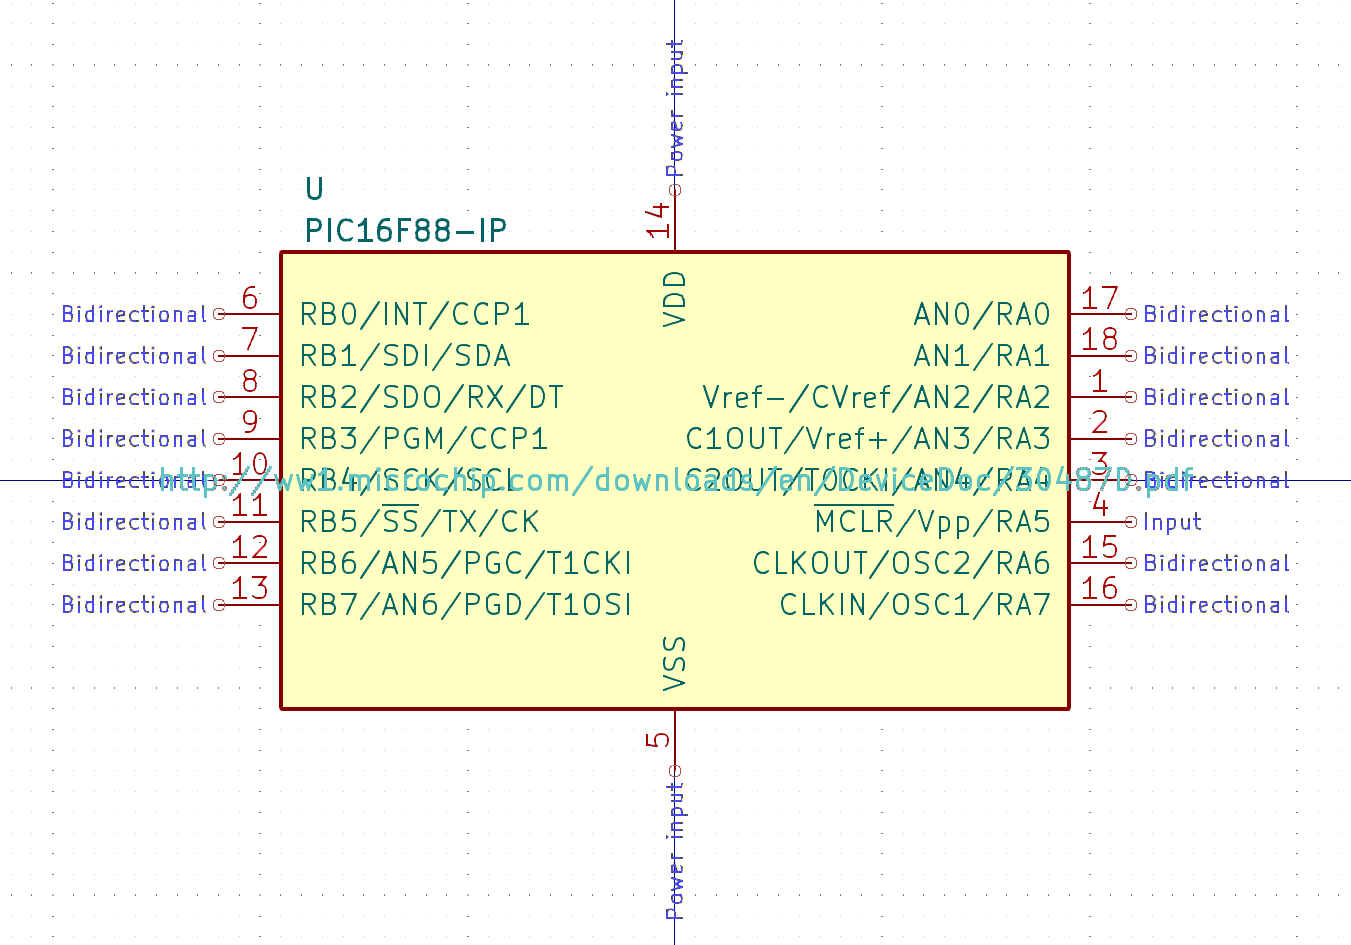 Power input
14
U
PIC16F88-IP
VDD
Bidirectional 6 RB0/INT/CCP1 AN0/RA0 17 Bidirectional
Bidirectional 7 RB1/SDI/SDA AN1/RA1 18 Bidirectional
Bidirectional 8 RB2/SDO/RX/DT Vref-/CVref/AN2/RA2 1 Bidirectional
Bidirectional 9 RB3/PGM/CCP1 C1OUT/Vref+/AN3/RA3 2 Bidirectional
Bidirectional 10 RB4/SCK/SCL C2OUT/T0CKI/AN4/RA4 3 Bidirectional
http://ww1.microchip.com/downloads/en/DeviceDoc/30487D.pdf
Bidirectional 11 RB5/SS/TX/CK MCLR/Vpp/RA5 4 Input
Bidirectional 12 RB6/AN5/PGC/T1CKI CLKOUT/OSC2/RA6 15 Bidirectional
Bidirectional 13 RB7/AN6/PGD/T1OSI CLKIN/OSC1/RA7 16 Bidirectional
VSS
5
Power input